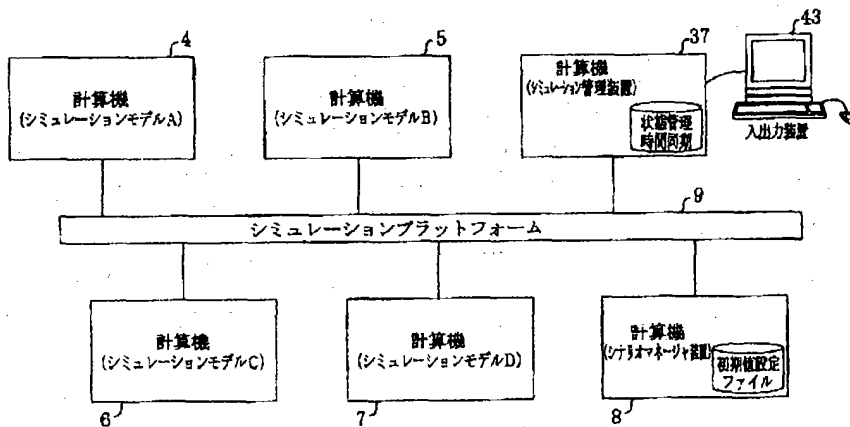 4
計算機
(シミュレーションモデルA)
5
計算機
(シミュレーションモデルB)
37
計算機
(シミュレーション管理装置)
状態管理
時間同期
43
入出力装置
9
シミュレーションプラットフォーム
計算機
(シミュレーションモデルC)
6
計算機
(シミュレーションモデルD)
7
計算機
(シナリオマネージャ装置)
初期値設定
ファイル
8